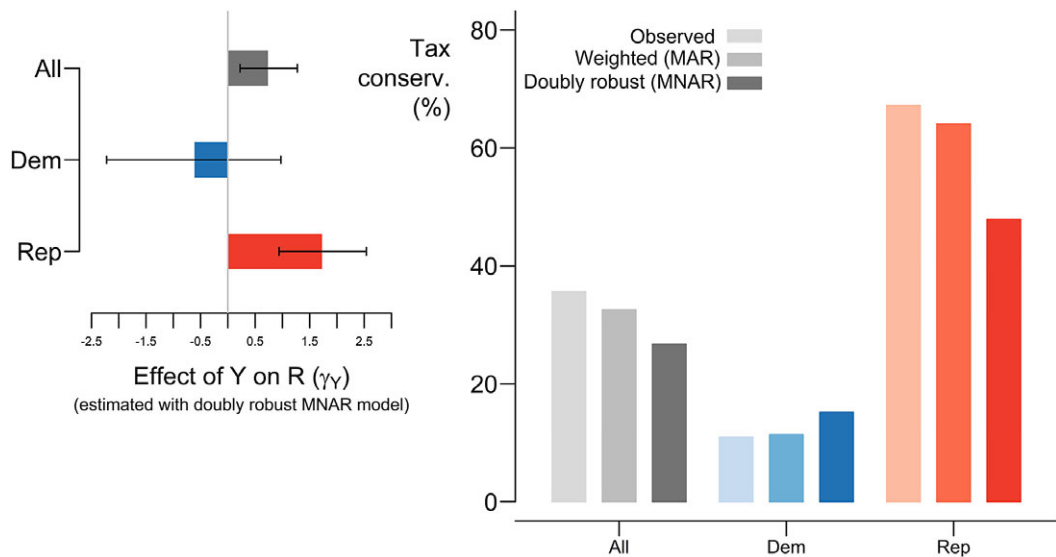 All
Dem
Rep
-2.5
-1.5
-0.5
0.5
1.5
2.5
Effect of Y on R (γY)
(estimated with doubly robust MNAR model)
Tax
conserv.
(%)
80
60
40
20
0
Observed
Weighted (MAR)
Doubly robust (MNAR)
All
Dem
Rep